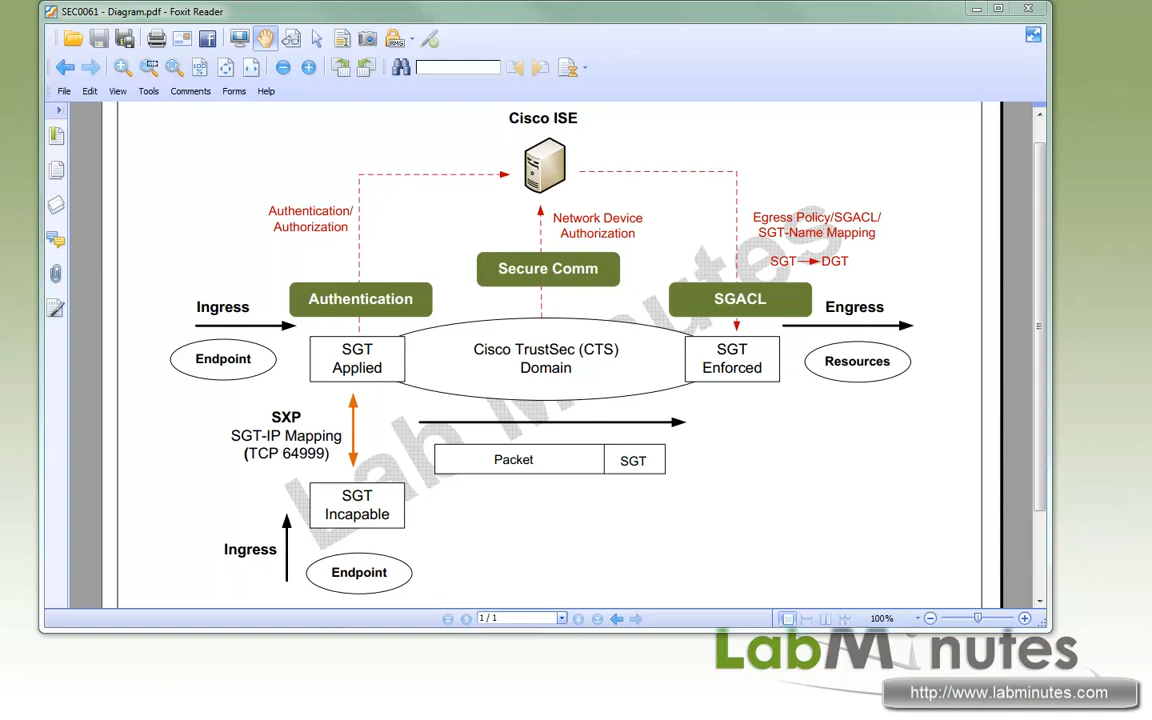 SEC0061 - Diagram.pdf - Foxit Reader
RMS
100%
File Edit View Tools Comments Forms Help
Cisco ISE
Authentication/
Authorization
Network Device
Authorization
Egress Policy/SGACL/
SGT-Name Mapping
SGT DGT
Secure Comm
Authentication
SGACL
Ingress
Engress
Endpoint
SGT
Applied
Cisco TrustSec (CTS)
Domain
SGT
Enforced
Resources
SXP
SGT-IP Mapping
(TCP 64999)
Packet
SGT
SGT
Incapable
Ingress
Endpoint
Lab Minutes
1 / 1
100%
LabMinutes
http://www.labminutes.com